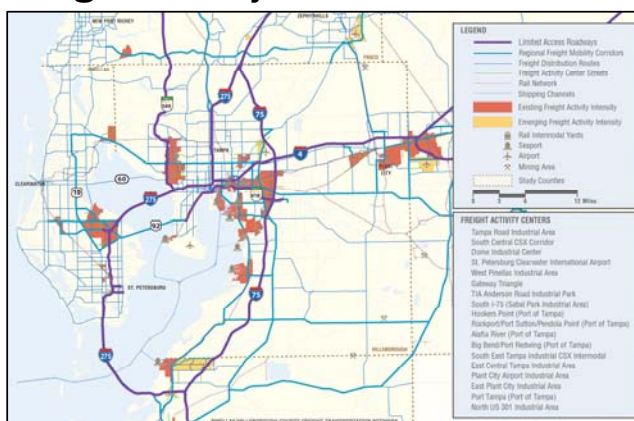 NEW PORT RICHEY
ZEPHYRHILLS
PASCO
275
75
TAMPA
4
CITY
CLEARWATER
19
60
275
92
ST. PETERSBURG
75
HILLSBOROUGH
275
LEGEND
Limited Access Roadways
Regional Freight Mobility Corridors
Freight Distribution Routes
Freight Activity Center Streets
Rail Network
Shipping Channels
Existing Freight Activity Intensity
Emerging Freight Activity Intensity
Rail Intermodal Yards
Seaport
Airport
Mining Area
Study Counties
12 Miles
FREIGHT ACTIVITY CENTERS
Tampa Road Industrial Area
South Central CSX Corridor
Dome Industrial Center
St. Petersburg Clearwater International Airport
West Pinellas Industrial Area
Gateway Triangle
TIA Anderson Road Industrial Park
South I-75 (Sabal Park Industrial Area)
Hookers Point (Port of Tampa)
Rockport/Port Sutton/Pendola Point (Port of Tampa)
Alafia River (Port of Tampa)
Big Bend/Port Redwing (Port of Tampa)
South East Tampa Industrial CSX Intermodal
East Central Tampa Industrial Area
Plant City Airport Industrial Area
East Plant City Industrial Area
Port Tampa (Port of Tampa)
North US 301 Industrial Area